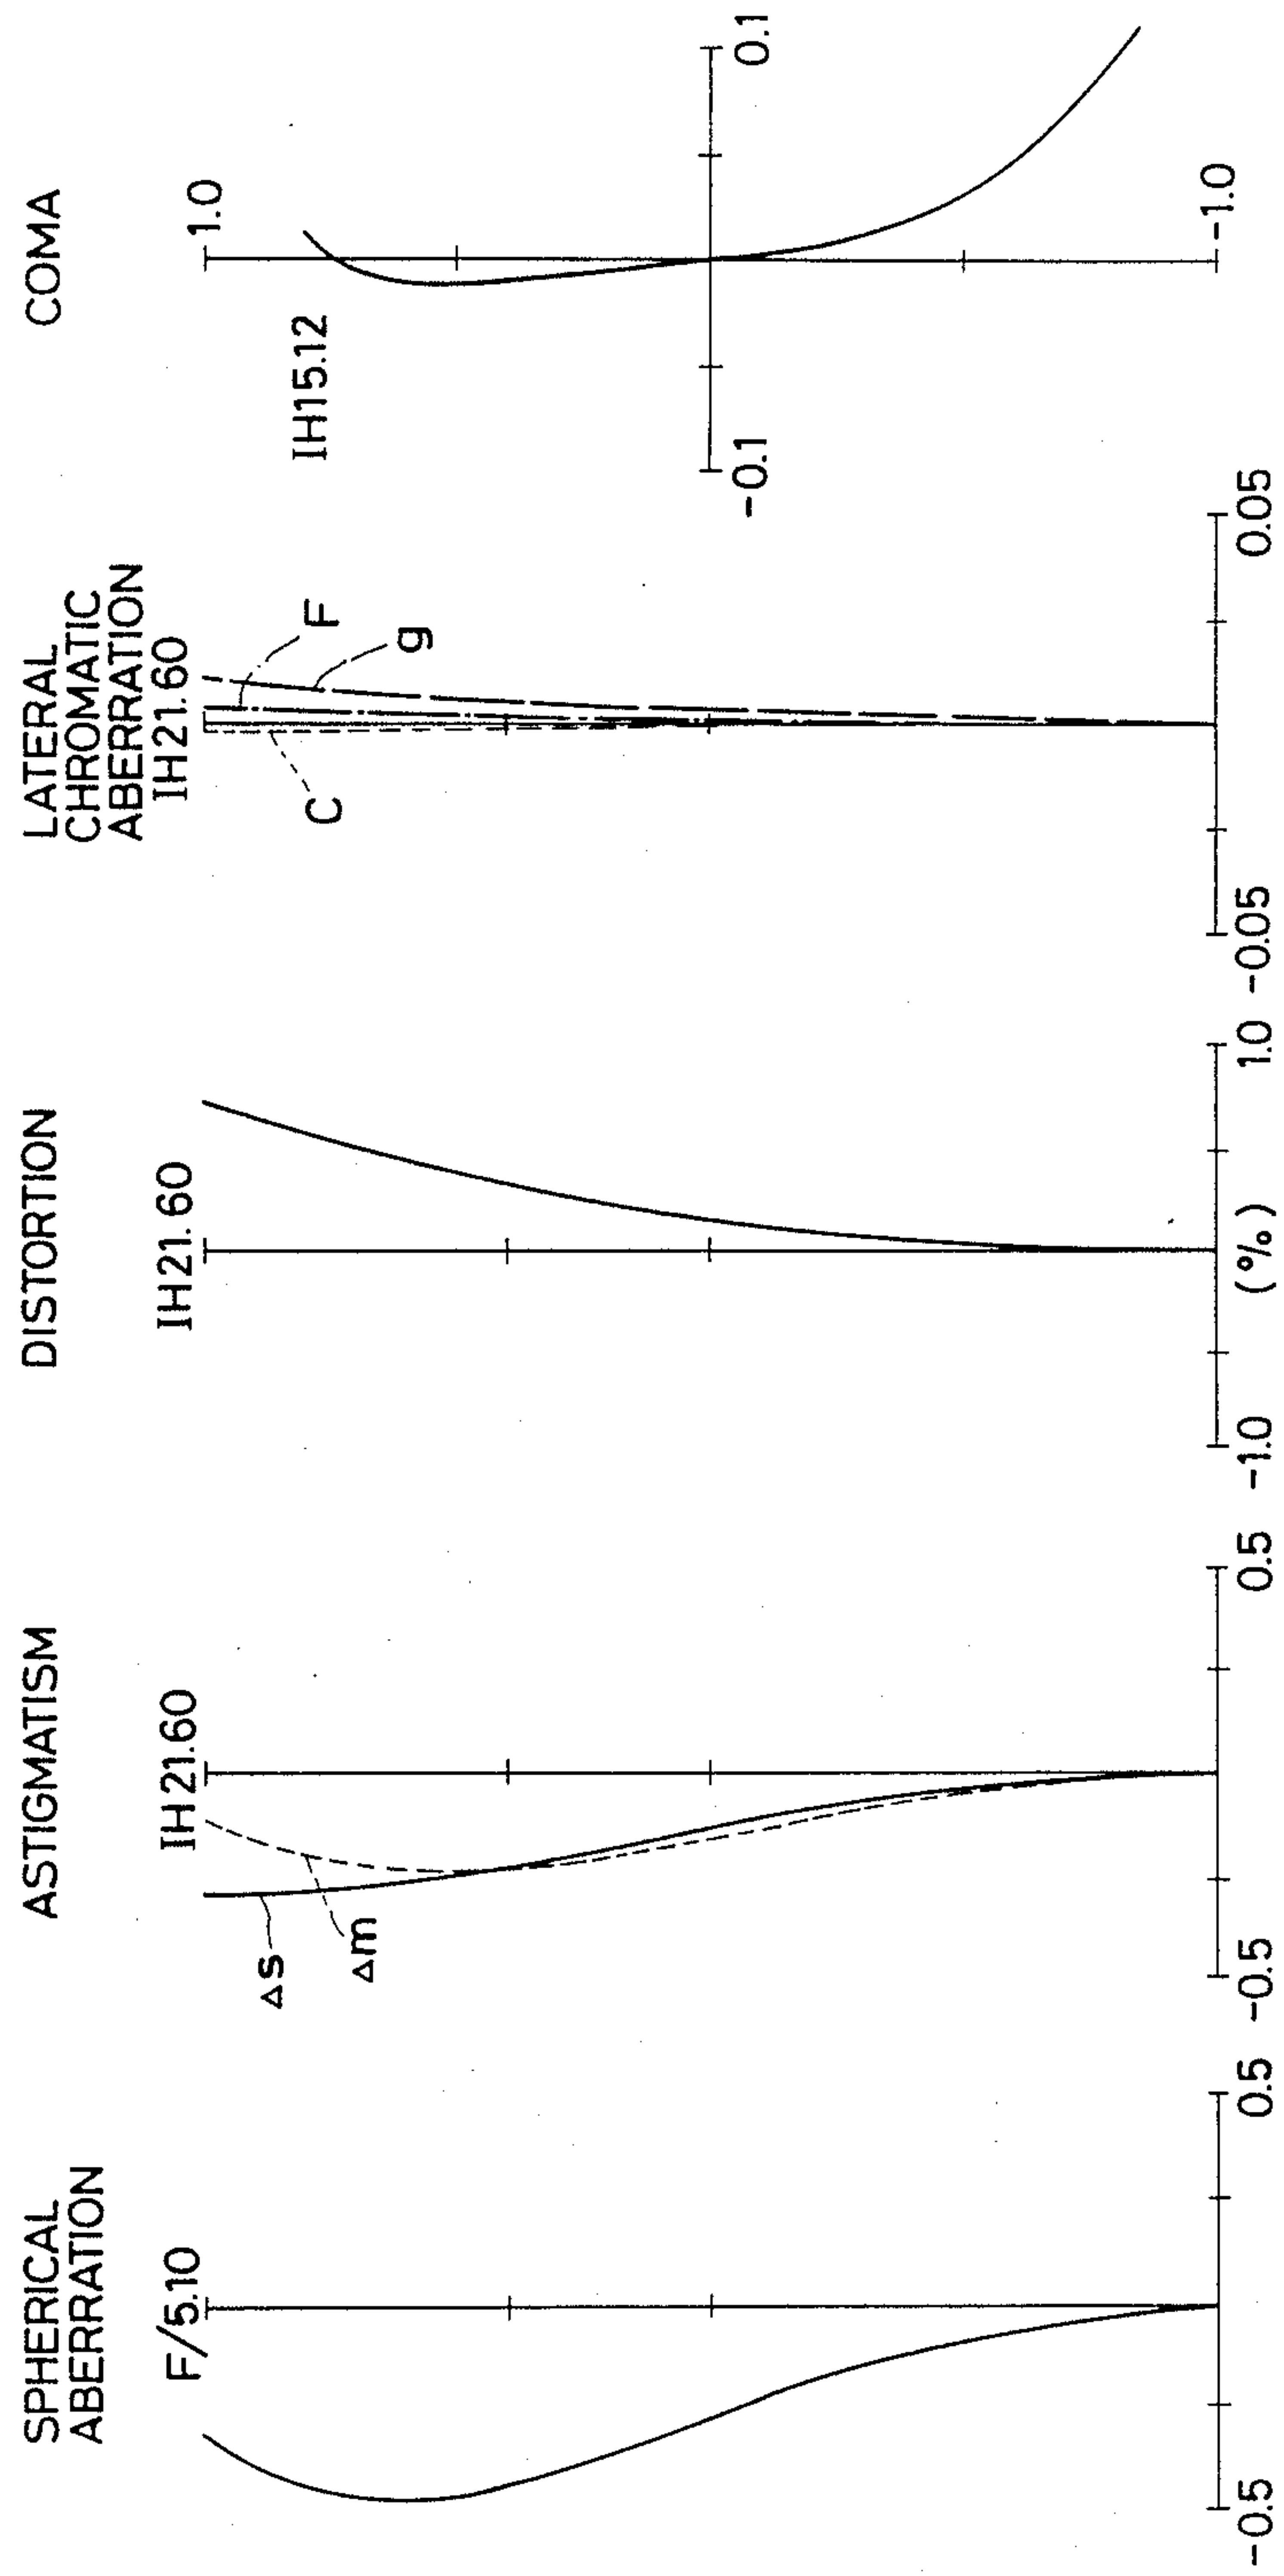 SPHERICAL
ABERRATION
F/5.10
-0.5
0.5
ASTIGMATISM
IH21.60
Δs
Δm
-0.5
0.5
DISTORTION
IH21.60
-1.0
(%)
1.0
LATERAL
CHROMATIC
ABERRATION
IH21.60
C
F
g
-0.05
0.05
COMA
1.0
IH15.12
-0.1
0.1
-1.0